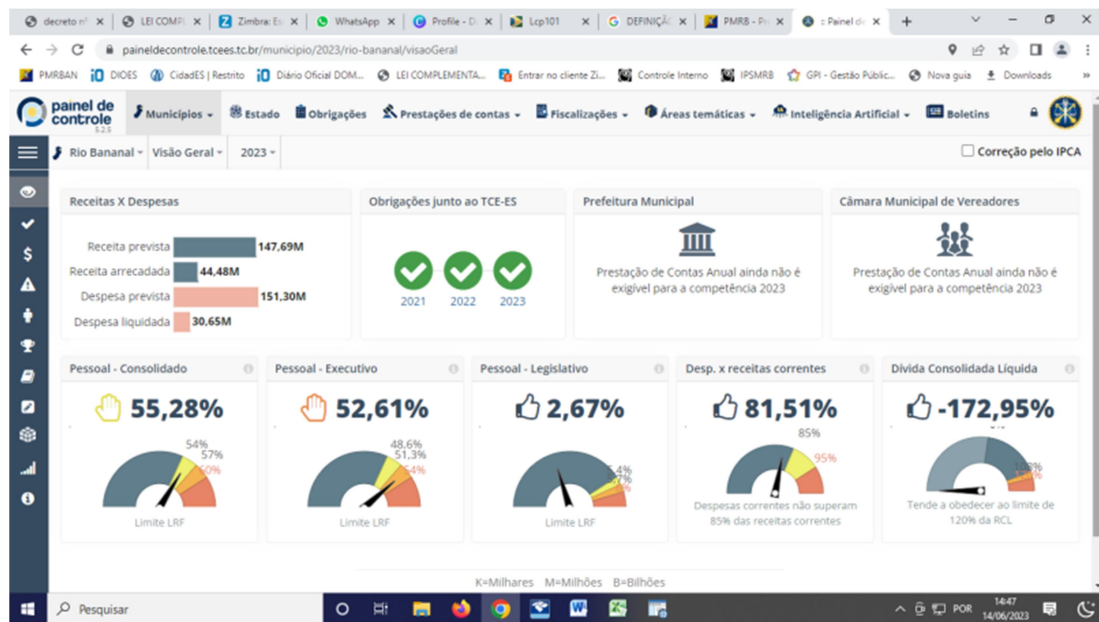 decreto nº
LEI COMPL
Zimbra: E
WhatsApp
Profile - D
Lcp101
DEFINIÇÃ
PMRB - P
:: Painel de
paineldecontrole.tcees.tc.br/municipio/2023/rio-bananal/visaoGeral
PMRBAN
DIOES
CidadES | Restrito
Diário Oficial DOM...
LEI COMPLEMENTA...
Entrar no cliente Zi...
Controle Interno
IPSMRB
GPI - Gestão Públic...
Nova guia
Downloads
»
painel de controle
5.2.5
Municípios
Estado
Obrigações
Prestações de contas
Fiscalizações
Áreas temáticas
Inteligência Artificial
Boletins
Rio Bananal
Visão Geral
2023
Correção pelo IPCA
Receitas X Despesas
Receita prevista 147,69M
Receita arrecadada 44,48M
Despesa prevista 151,30M
Despesa liquidada 30,65M
Obrigações junto ao TCE-ES
2021 2022 2023
Prefeitura Municipal
Prestação de Contas Anual ainda não é
exigível para a competência 2023
Câmara Municipal de Vereadores
Prestação de Contas Anual ainda não é
exigível para a competência 2023
Pessoal - Consolidado
55,28%
54%
57%
60%
Limite LRF
Pessoal - Executivo
52,61%
48,6%
51,3%
54%
Limite LRF
Pessoal - Legislativo
2,67%
Limite LRF
Desp. x receitas correntes
81,51%
85%
95%
Despesas correntes não superam
85% das receitas correntes
Dívida Consolidada Líquida
-172,95%
Tende a obedecer ao limite de
120% da RCL
K=Milhares M=Milhões B=Bilhões
Pesquisar
POR
14:47
14/06/2023